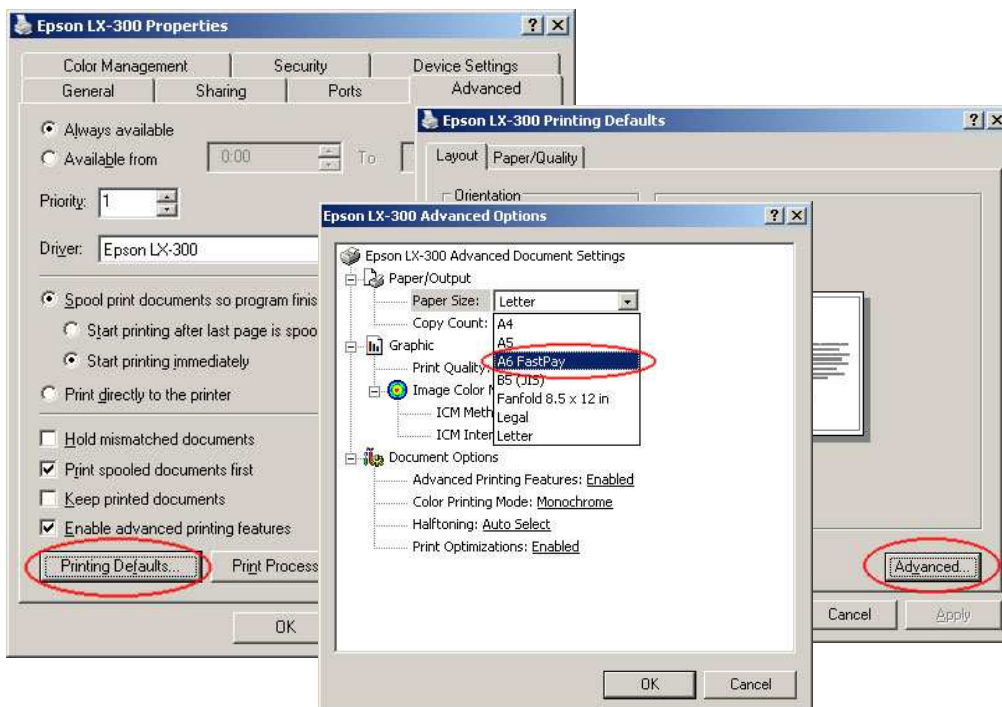 Epson LX-300 Properties
Color Management Security Device Settings
General Sharing Ports Advanced
Always available
Available from 0:00 To
Priority: 1
Driver: Epson LX-300
Spool print documents so program finis
Start printing after last page is spoo
Start printing immediately
Print directly to the printer
Hold mismatched documents
Print spooled documents first
Keep printed documents
Enable advanced printing features
Printing Defaults... Print Process
OK
Epson LX-300 Printing Defaults
Layout Paper/Quality
Orientation
Advanced...
Cancel Apply
Epson LX-300 Advanced Options
Epson LX-300 Advanced Document Settings
Paper/Output
Paper Size: Letter
Copy Count:
A4
A5
A6 FastPay
B5 (JIS)
Fanfold 8.5 x 12 in
Legal
Letter
Graphic
Print Quality:
Image Color M
ICM Meth
ICM Inter
Document Options
Advanced Printing Features: Enabled
Color Printing Mode: Monochrome
Halftoning: Auto Select
Print Optimizations: Enabled
OK Cancel